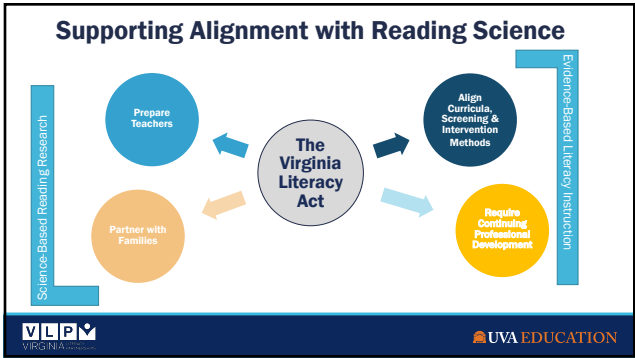 Supporting Alignment with Reading Science
Science-Based Reading Research
Prepare
Teachers
Partner with
Families
The
Virginia
Literacy
Act
Align
Curricula,
Screening &
Intervention
Methods
Require
Continuing
Professional
Development
Evidence-Based Literacy Instruction
VLP
VIRGINIA
UVA EDUCATION